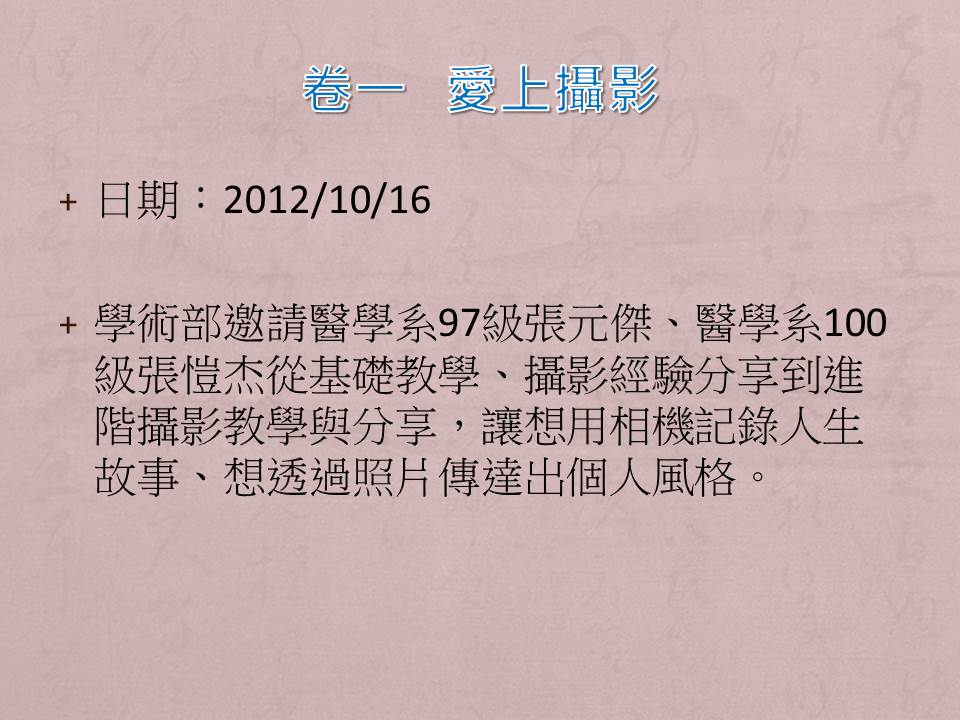 卷一 愛上攝影
+ 日期：2012/10/16
+ 學術部邀請醫學系97級張元傑、醫學系100
級張愷杰從基礎教學、攝影經驗分享到進
階攝影教學與分享，讓想用相機記錄人生
故事、想透過照片傳達出個人風格。